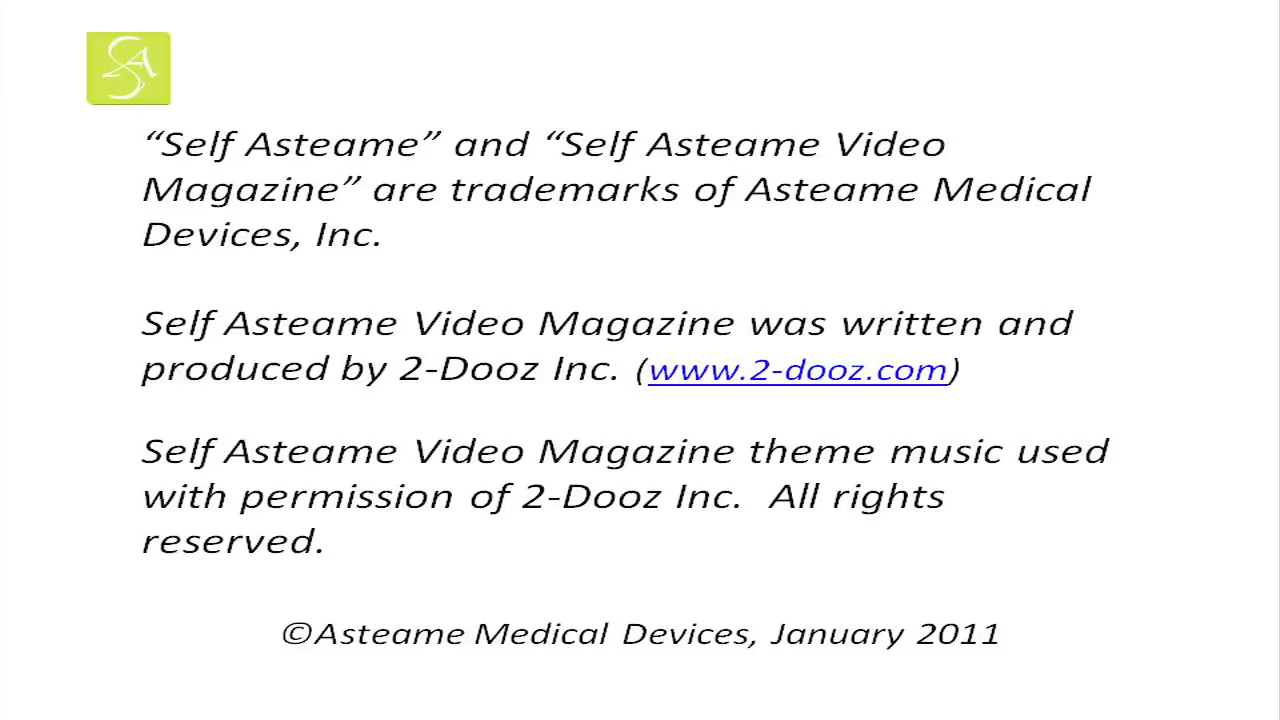 SA
“Self Asteame” and “Self Asteame Video
Magazine” are trademarks of Asteame Medical
Devices, Inc.
Self Asteame Video Magazine was written and
produced by 2-Dooz Inc. (www.2-dooz.com)
Self Asteame Video Magazine theme music used
with permission of 2-Dooz Inc.  All rights
reserved.
©Asteame Medical Devices, January 2011